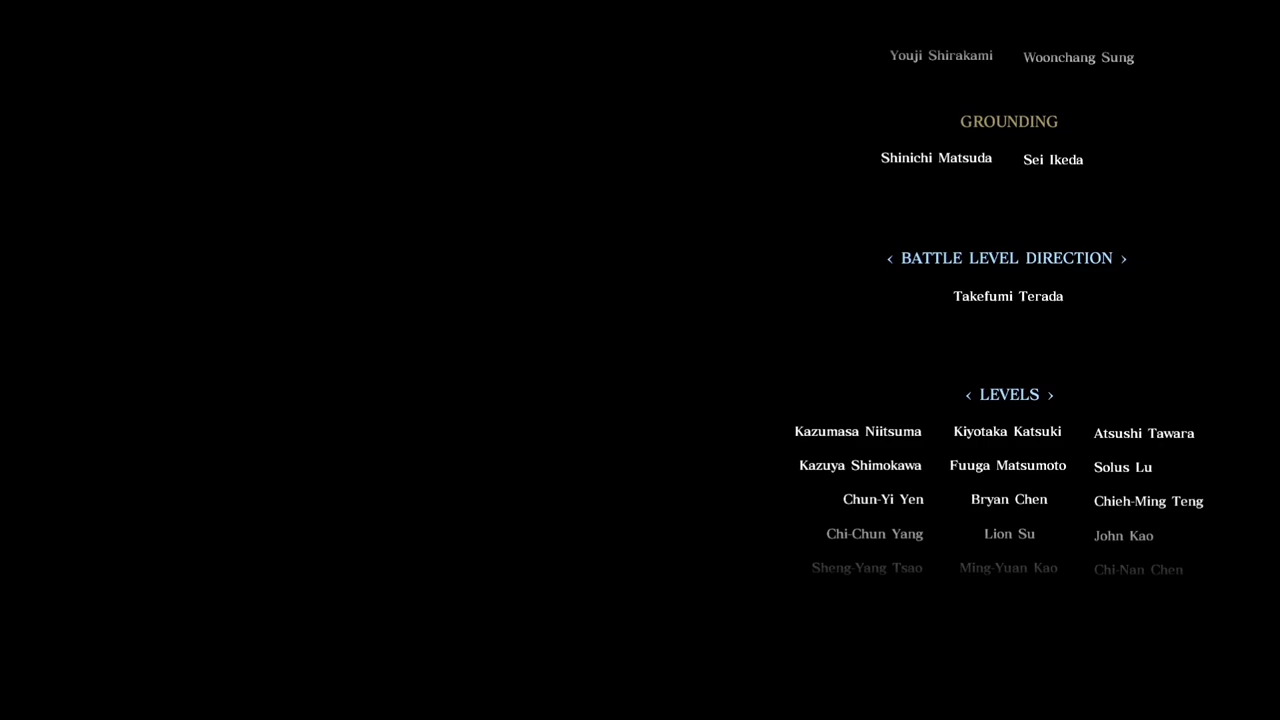 Youji Shirakami Woonchang Sung
GROUNDING
Shinichi Matsuda Sei Ikeda
‹ BATTLE LEVEL DIRECTION ›
Takefumi Terada
‹ LEVELS ›
Kazumasa Niitsuma Kiyotaka Katsuki Atsushi Tawara
Kazuya Shimokawa Fuuga Matsumoto Solus Lu
Chun-Yi Yen Bryan Chen Chieh-Ming Teng
Chi-Chun Yang Lion Su John Kao
Sheng-Yang Tsao Ming-Yuan Kao Chi-Nan Chen